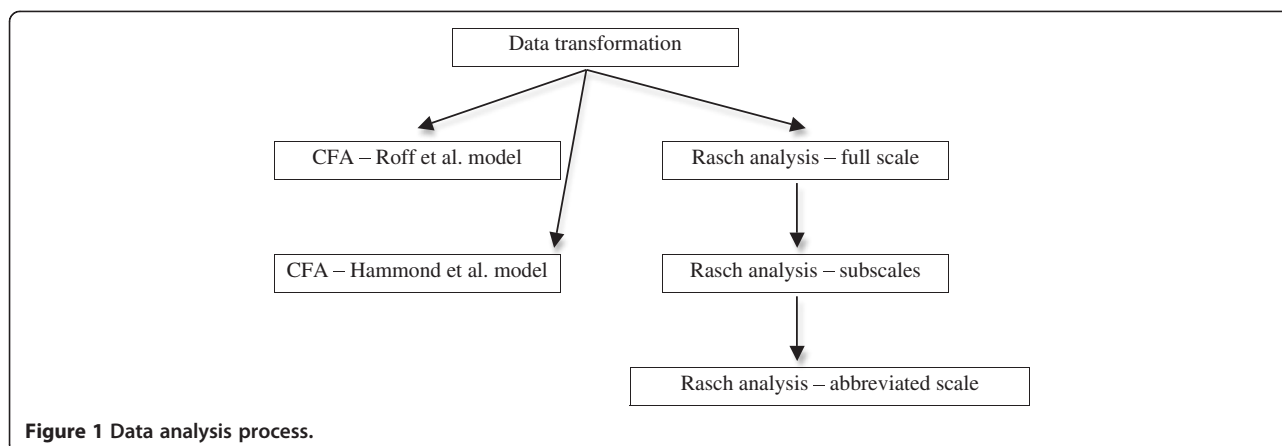 Data transformation
CFA – Roff et al. model
Rasch analysis – full scale
CFA – Hammond et al. model
Rasch analysis – subscales
Rasch analysis – abbreviated scale
Figure 1 Data analysis process.